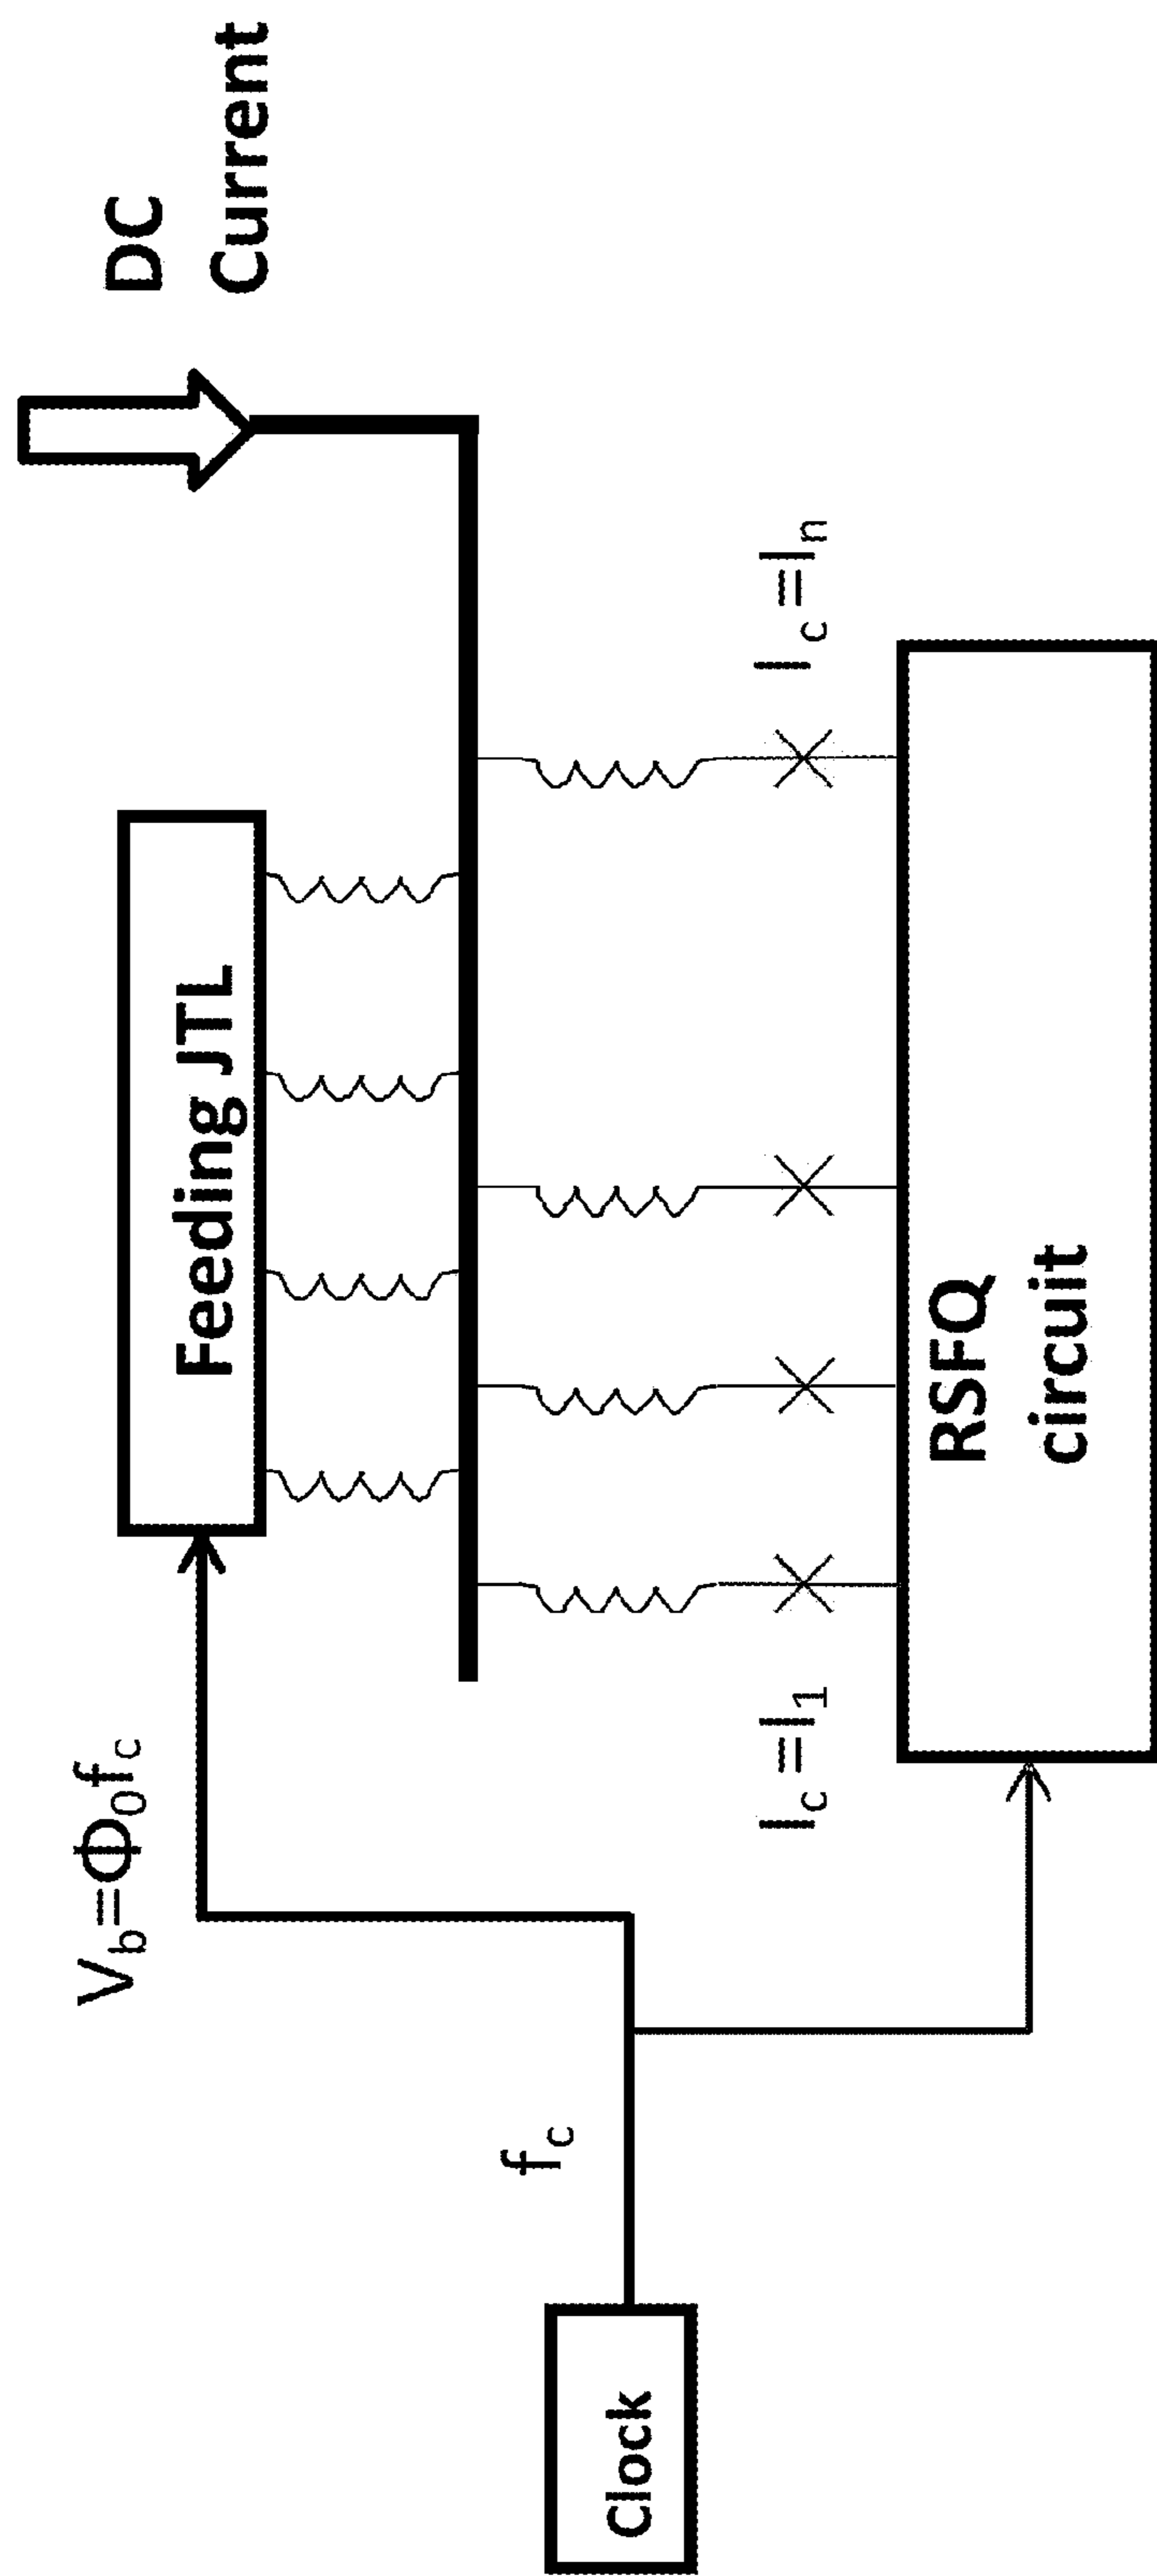 DC
Current
V_b=Φ_0f_c
Feeding JTL
f_c
Clock
I_c=I_1
I_c=I_n
RSFQ
circuit